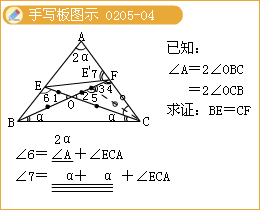 手写板图示 0205-04
A
2α
E' 7 F
E
6 1 2 5 3 4
O
B α α C
已知:
∠A=2∠OBC
=2∠OCB
求证: BE=CF
2α
∠6=∠A+∠ECA
∠7= α+ α +∠ECA